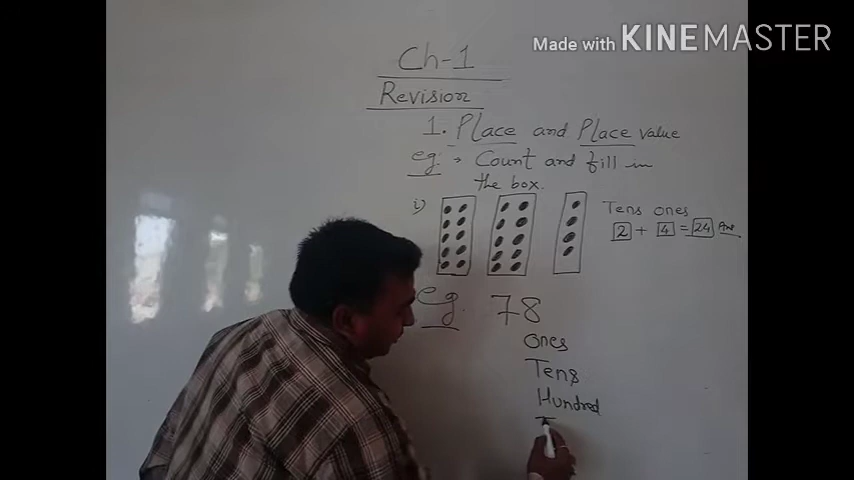 Made with KINEMASTER
Ch-1
Revision
1. Place and Place value
eg: → Count and fill in
the box.
i)
Tens ones
2 + 4 = 24 Ans
eg. 78
ones
Tens
Hundred
T